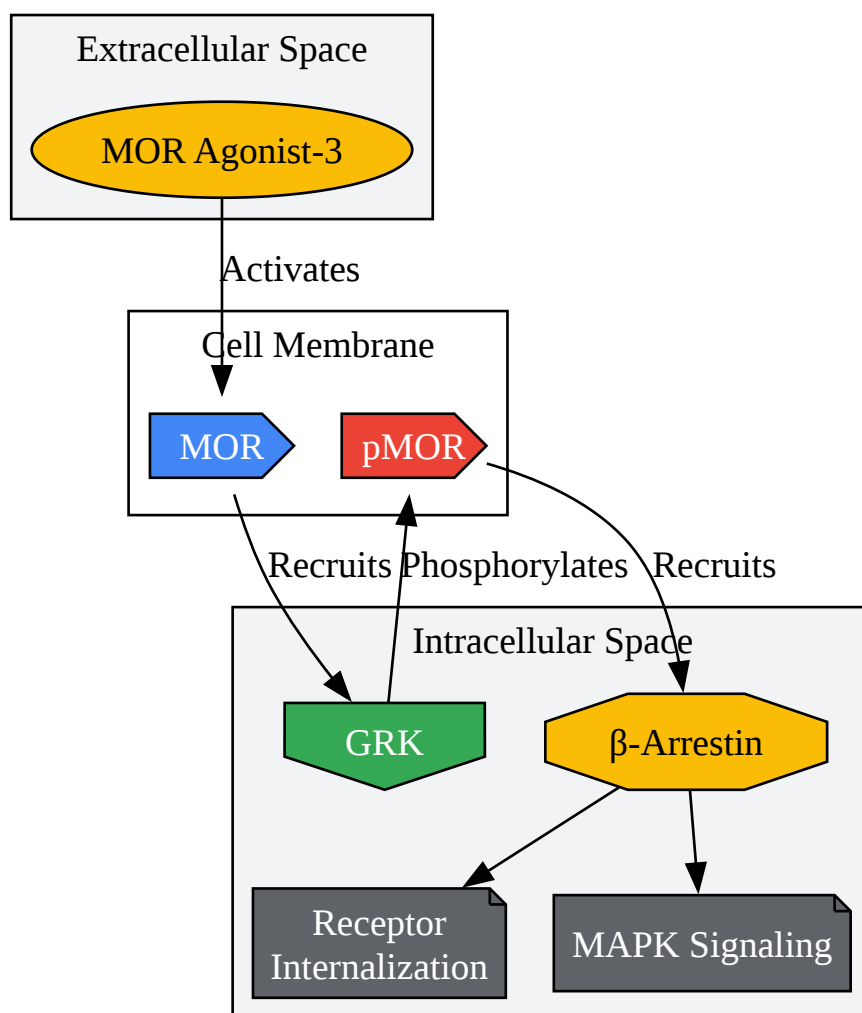 Extracellular Space
MOR Agonist-3
Activates
Cell Membrane
MOR
pMOR
Recruits
Phosphorylates
Recruits
Intracellular Space
GRK
β-Arrestin
Receptor
Internalization
MAPK Signaling